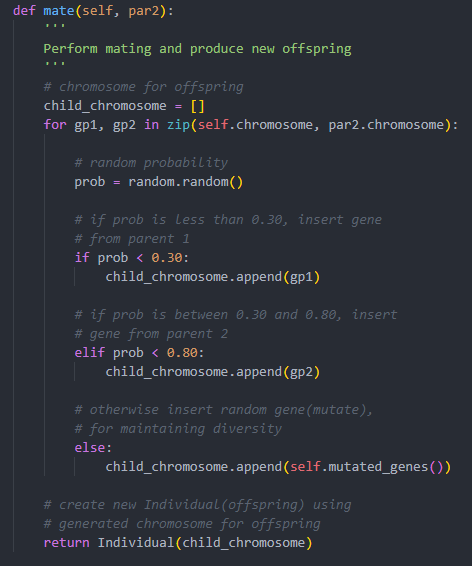 def mate(self, par2):
'''
Perform mating and produce new offspring
'''
# chromosome for offspring
child_chromosome = []
for gp1, gp2 in zip(self.chromosome, par2.chromosome):
# random probability
prob = random.random()
# if prob is less than 0.30, insert gene
# from parent 1
if prob < 0.30:
child_chromosome.append(gp1)
# if prob is between 0.30 and 0.80, insert
# gene from parent 2
elif prob < 0.80:
child_chromosome.append(gp2)
# otherwise insert random gene(mutate),
# for maintaining diversity
else:
child_chromosome.append(self.mutated_genes())
# create new Individual(offspring) using
# generated chromosome for offspring
return Individual(child_chromosome)